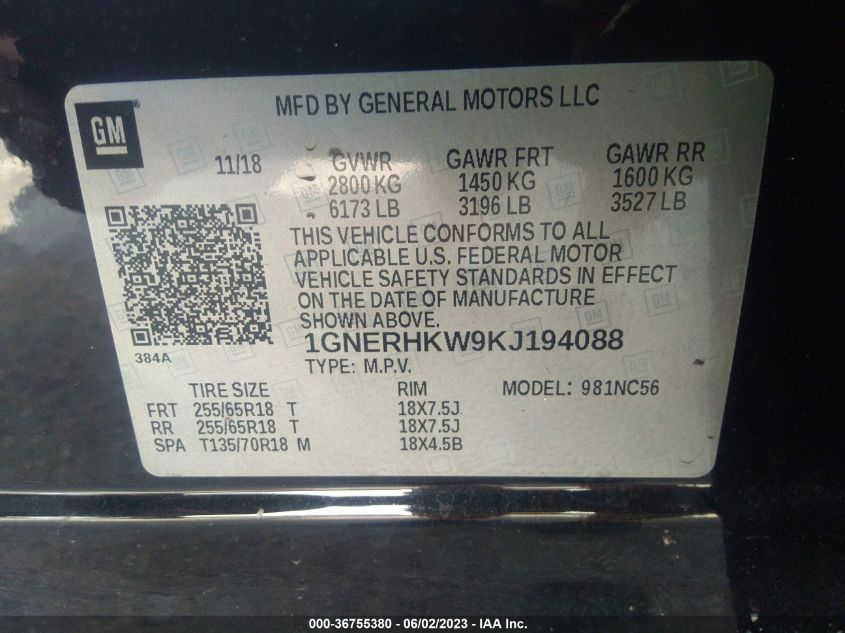 MFD BY GENERAL MOTORS LLC
GM ®
11/18 GVWR GAWR FRT GAWR RR
2800 KG 1450 KG 1600 KG
6173 LB 3196 LB 3527 LB
THIS VEHICLE CONFORMS TO ALL
APPLICABLE U.S. FEDERAL MOTOR
VEHICLE SAFETY STANDARDS IN EFFECT
ON THE DATE OF MANUFACTURE
SHOWN ABOVE.
384A
1GNERHKW9KJ194088
TYPE: M.P.V.
TIRE SIZE RIM MODEL: 981NC56
FRT 255/65R18 T 18X7.5J
RR 255/65R18 T 18X7.5J
SPA T135/70R18 M 18X4.5B
000-36755380 - 06/02/2023 - IAA Inc.